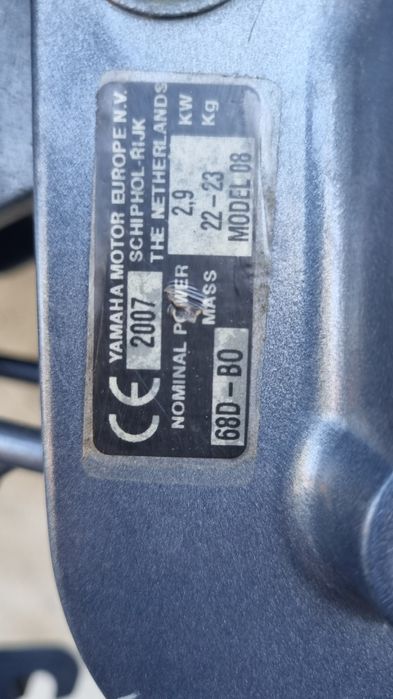 CE YAMAHA MOTOR EUROPE N.V.
2007 SCHIPHOL-RIJK
THE NETHERLANDS
NOMINAL POWER 2,9 KW
MASS 22-23 Kg
68D-BO MODEL 08